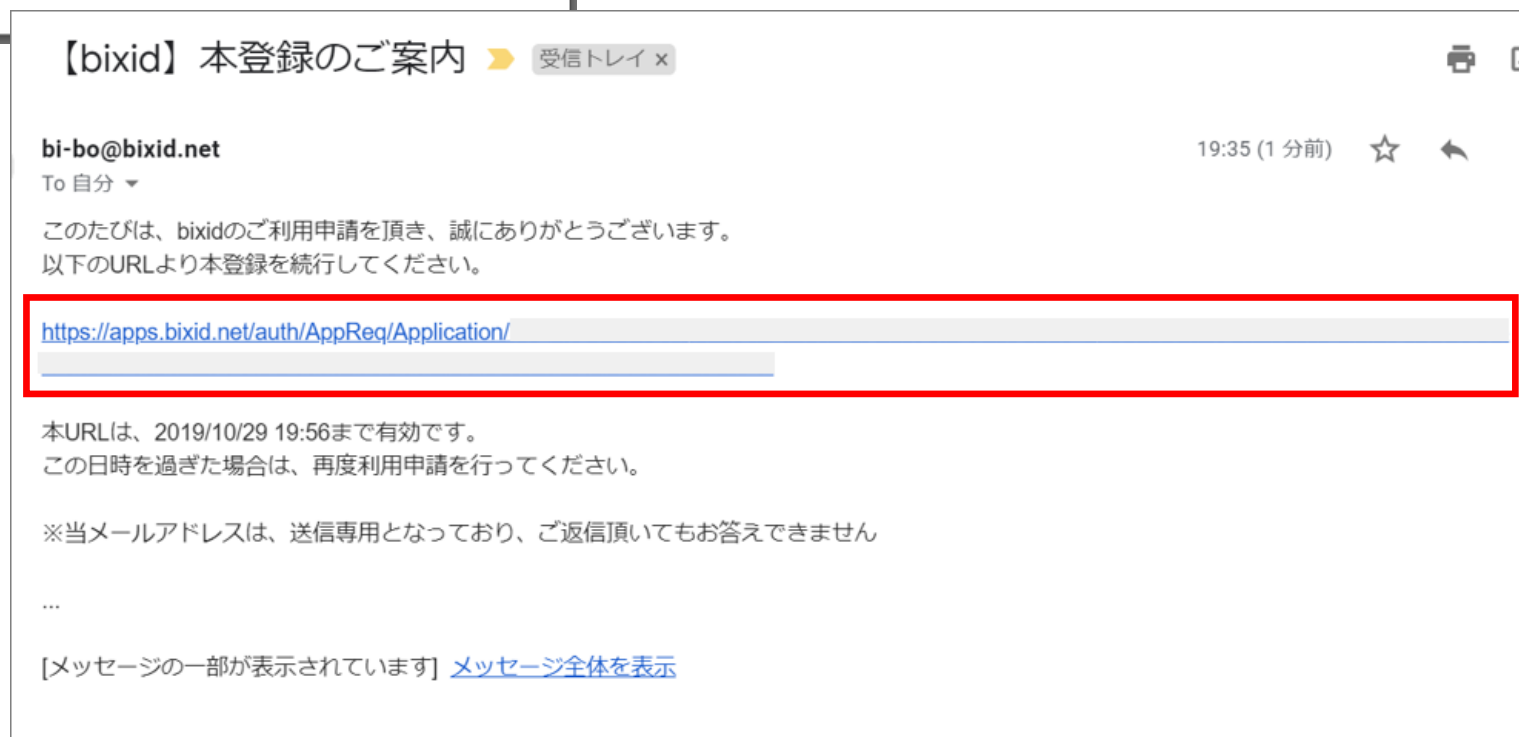 【bixid】本登録のご案内 受信トレイ ×
bi-bo@bixid.net
19:35 (1 分前)
To 自分
このたびは、bixidのご利用申請を頂き、誠にありがとうございます。
以下のURLより本登録を続行してください。
https://apps.bixid.net/auth/AppReq/Application/
本URLは、2019/10/29 19:56まで有効です。
この日時を過ぎた場合は、再度利用申請を行ってください。
※当メールアドレスは、送信専用となっており、ご返信頂いてもお答えできません
...
[メッセージの一部が表示されています] メッセージ全体を表示